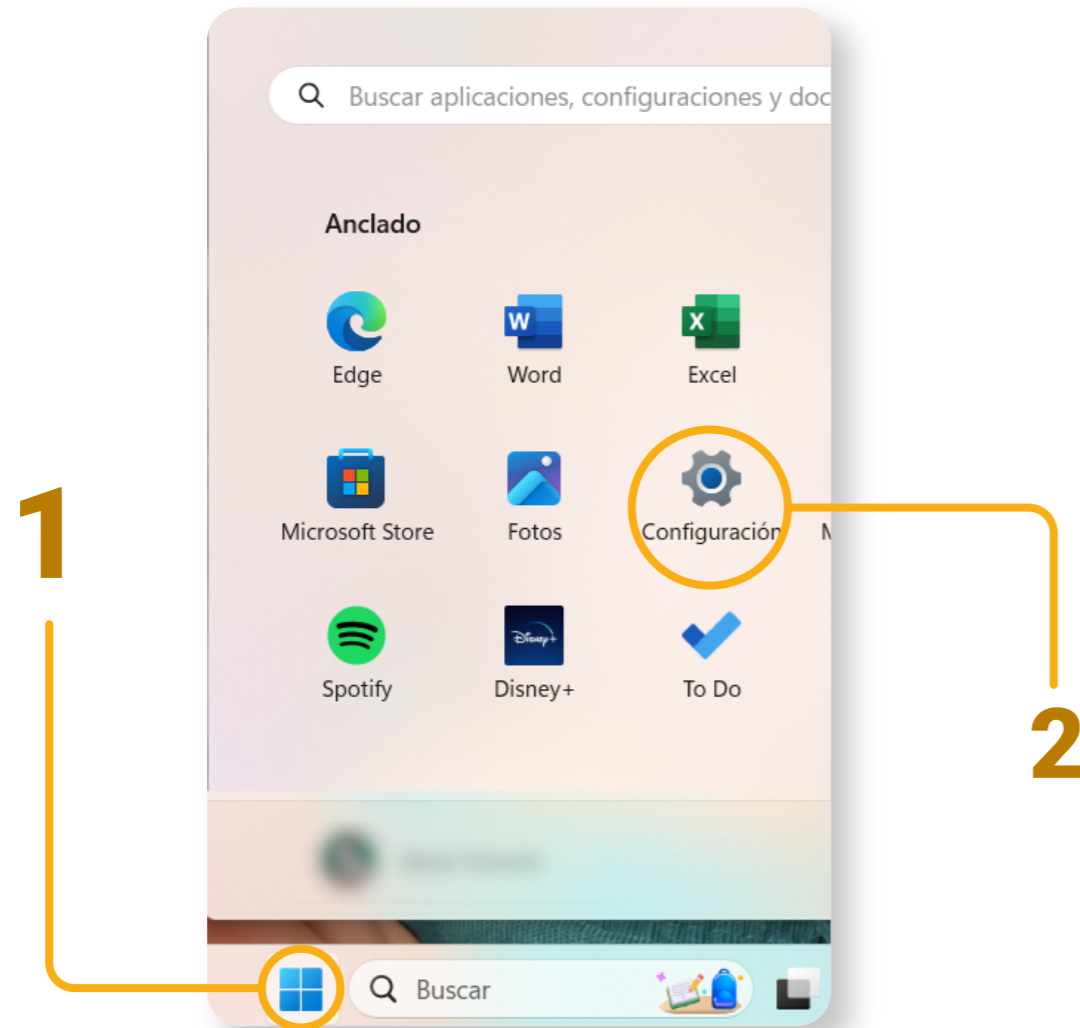 Buscar aplicaciones, configuraciones y doc
Anclado
Edge Word Excel
Microsoft Store Fotos Configuración
Spotify Disney+ To Do
1
2
Buscar